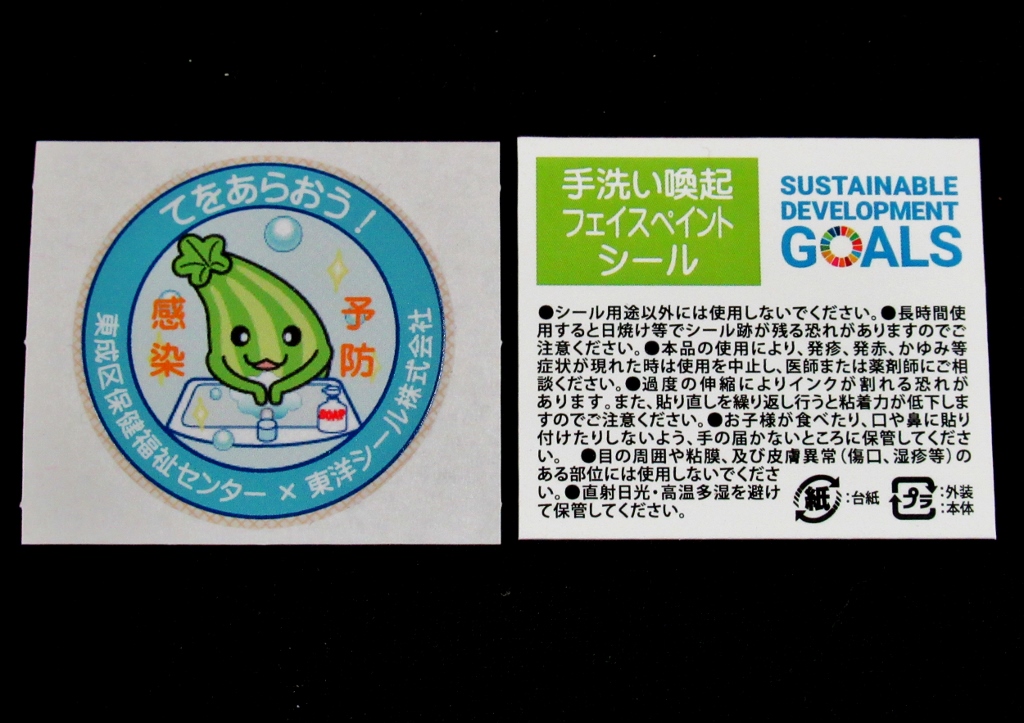 てをあらおう！
感染
予防
SOAP
東成区保健福祉センター × 東洋シール株式会社
手洗い喚起
フェイスペイント
シール
SUSTAINABLE
DEVELOPMENT
GOALS
●シール用途以外には使用しないでください。●長時間使
用すると日焼け等でシール跡が残る恐れがありますのでご
注意ください。●本品の使用により、発疹、発赤、かゆみ等
症状が現れた時は使用を中止し、医師または薬剤師にご相
談ください。●過度の伸縮によりインクが割れる恐れが
あります。また、貼り直しを繰り返し行うと粘着力が低下しま
すのでご注意ください。●お子様が食べたり、口や鼻に貼り
付けたりしないよう、手の届かないところに保管してくださ
い。 ●目の周囲や粘膜、及び皮膚異常（傷口、湿疹等）の
ある部位には使用しないでくださ
い。●直射日光・高温多湿を避け
て保管してください。
紙：台紙
プラ：外装
：本体